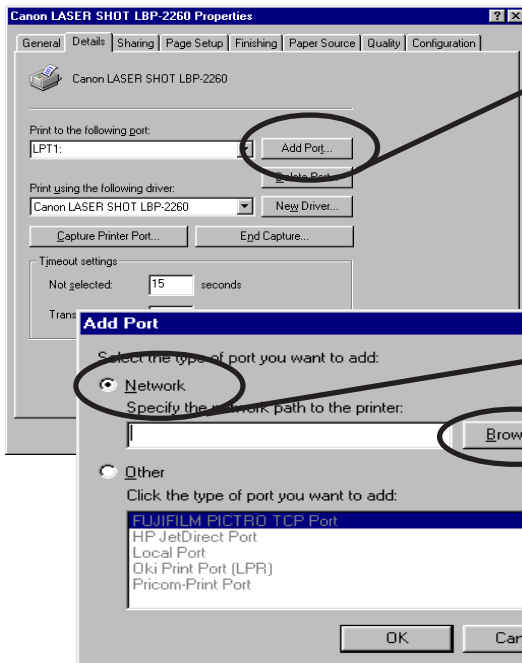 Canon LASER SHOT LBP-2260 Properties
General Details Sharing Page Setup Finishing Paper Source Quality Configuration
Canon LASER SHOT LBP-2260
Print to the following port:
LPT1: Add Port...
Delete Port...
Print using the following driver:
Canon LASER SHOT LBP-2260 New Driver...
Capture Printer Port... End Capture...
Timeout settings
Not selected: 15 seconds
Trans
Add Port
Select the type of port you want to add:
Network
Specify the network path to the printer:
Brow
Other
Click the type of port you want to add:
FUJIFILM PICTRO TCP Port
HP JetDirect Port
Local Port
Oki Print Port (LPR)
Pricom-Print Port
OK Can